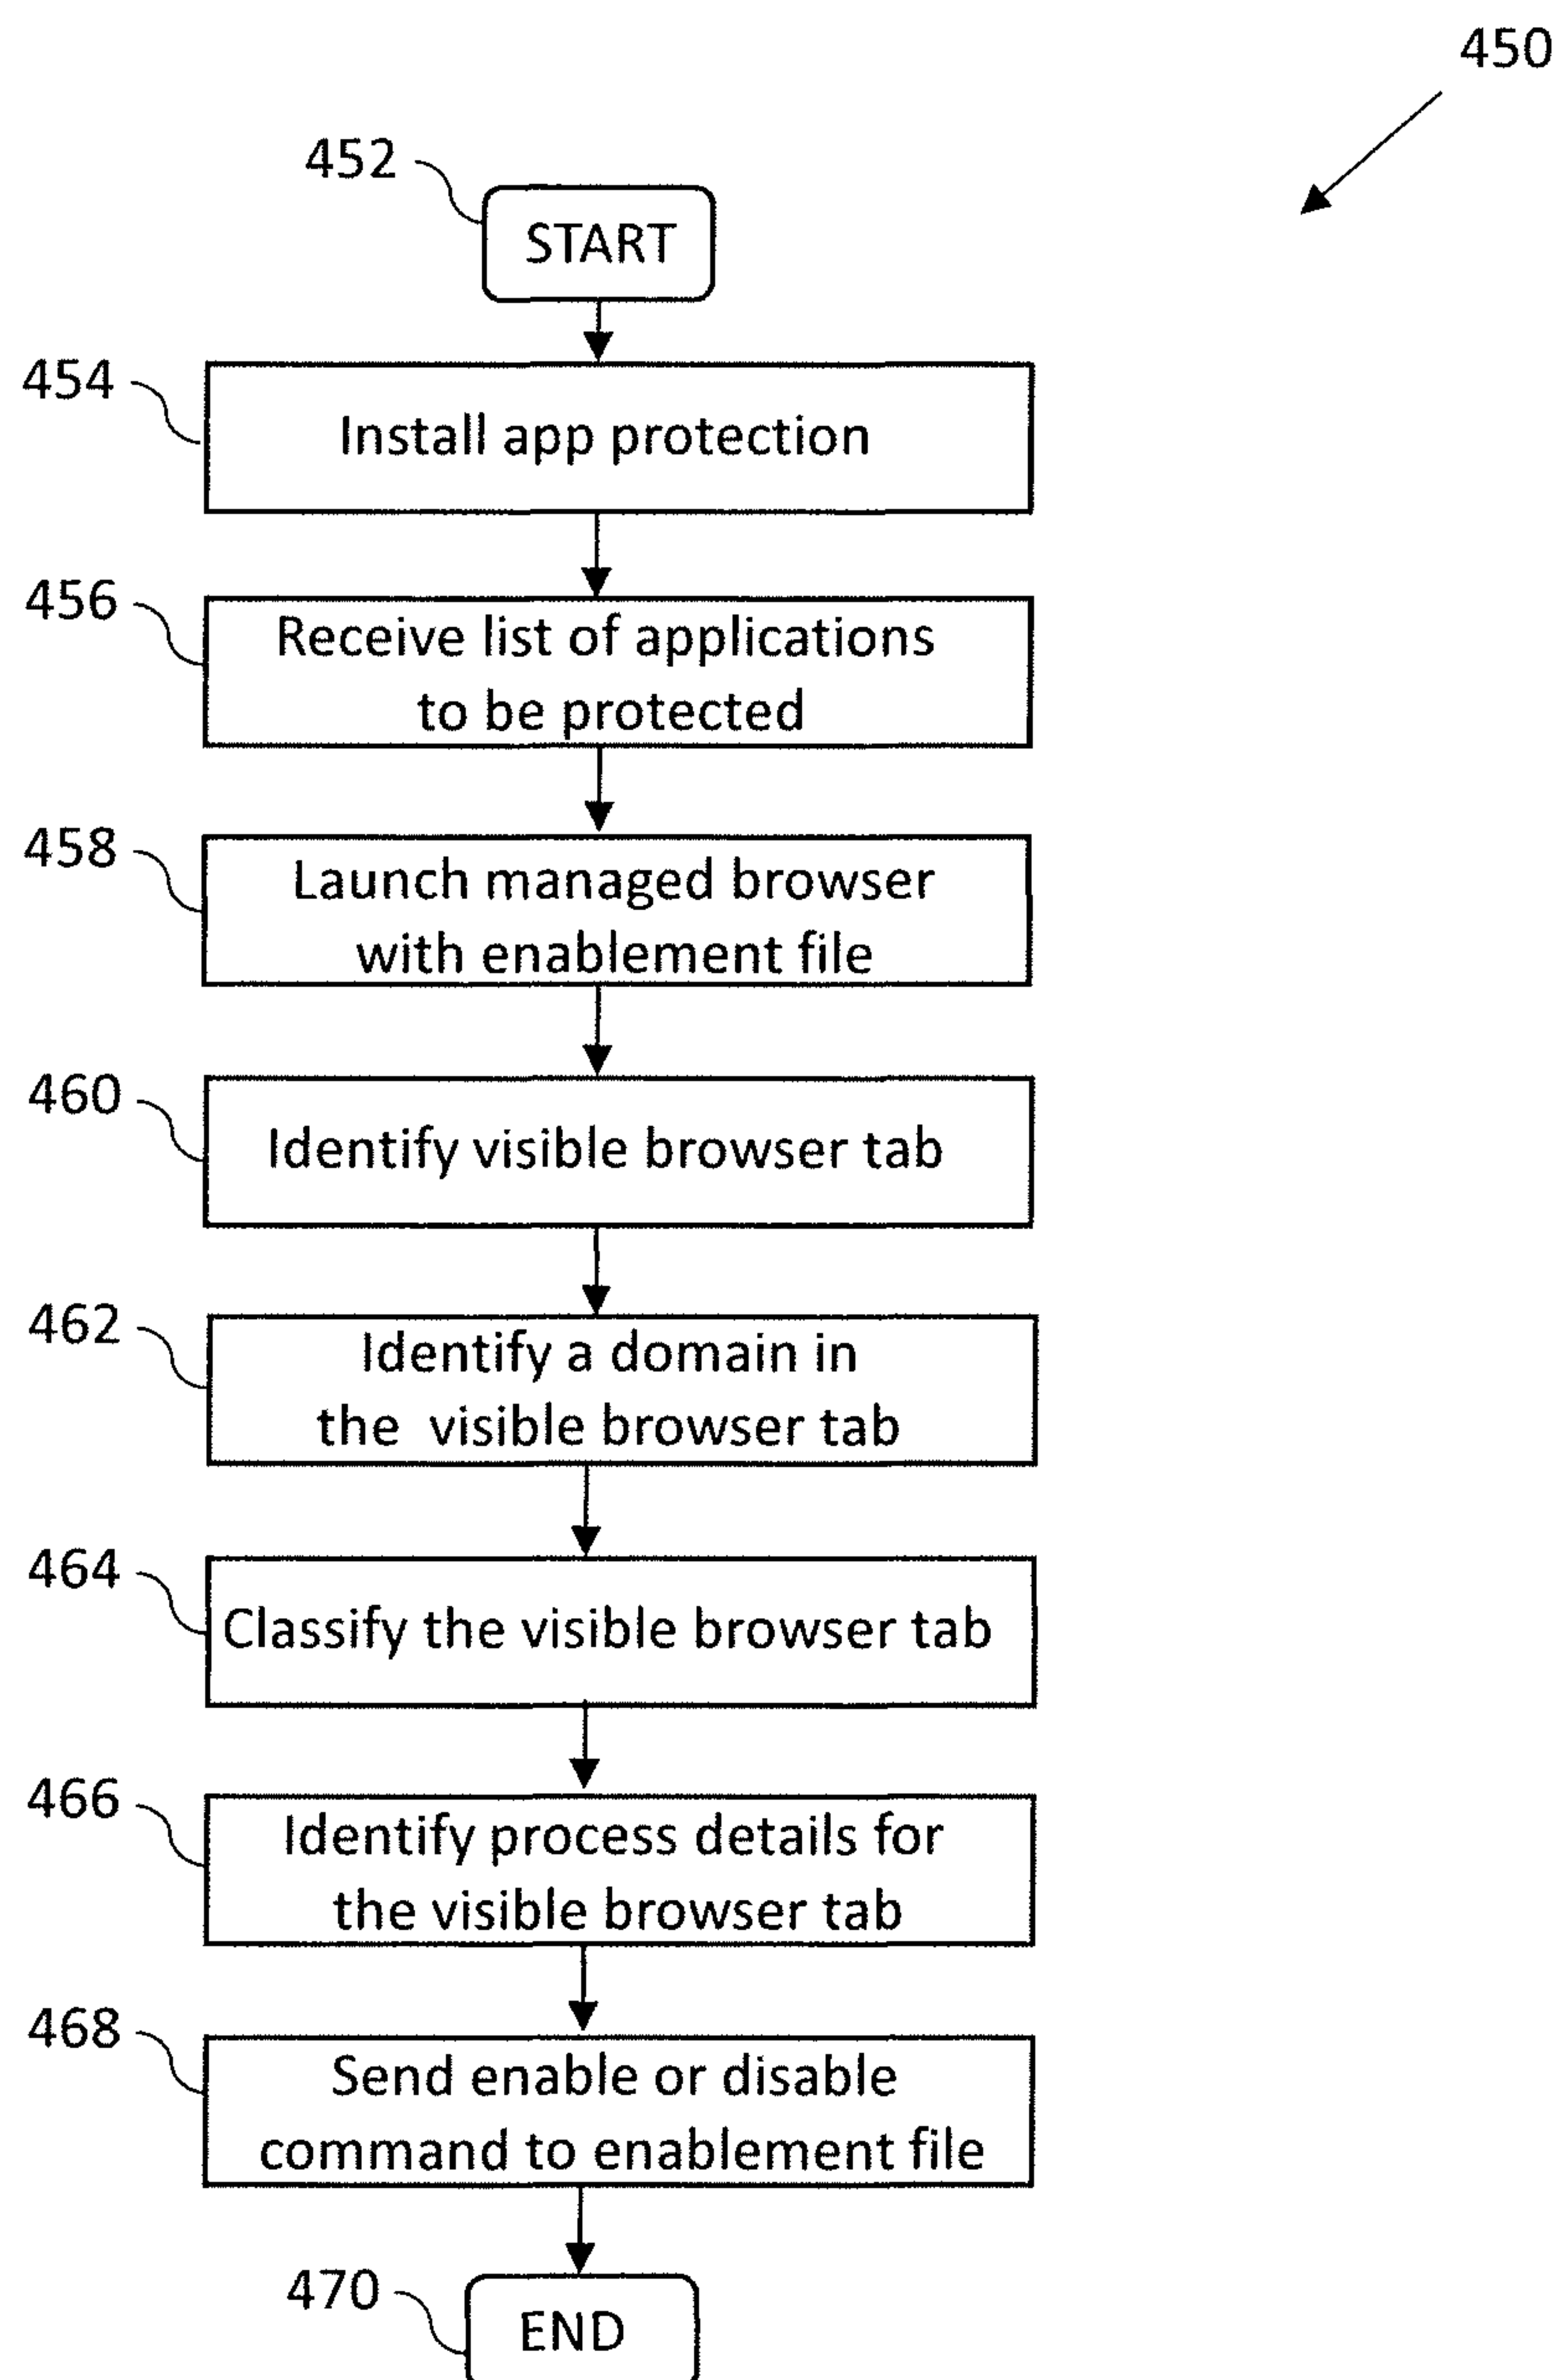 450
452
START
454
Install app protection
456
Receive list of applications
to be protected
458
Launch managed browser
with enablement file
460
Identify visible browser tab
462
Identify a domain in
the visible browser tab
464
Classify the visible browser tab
466
Identify process details for
the visible browser tab
468
Send enable or disable
command to enablement file
470
END